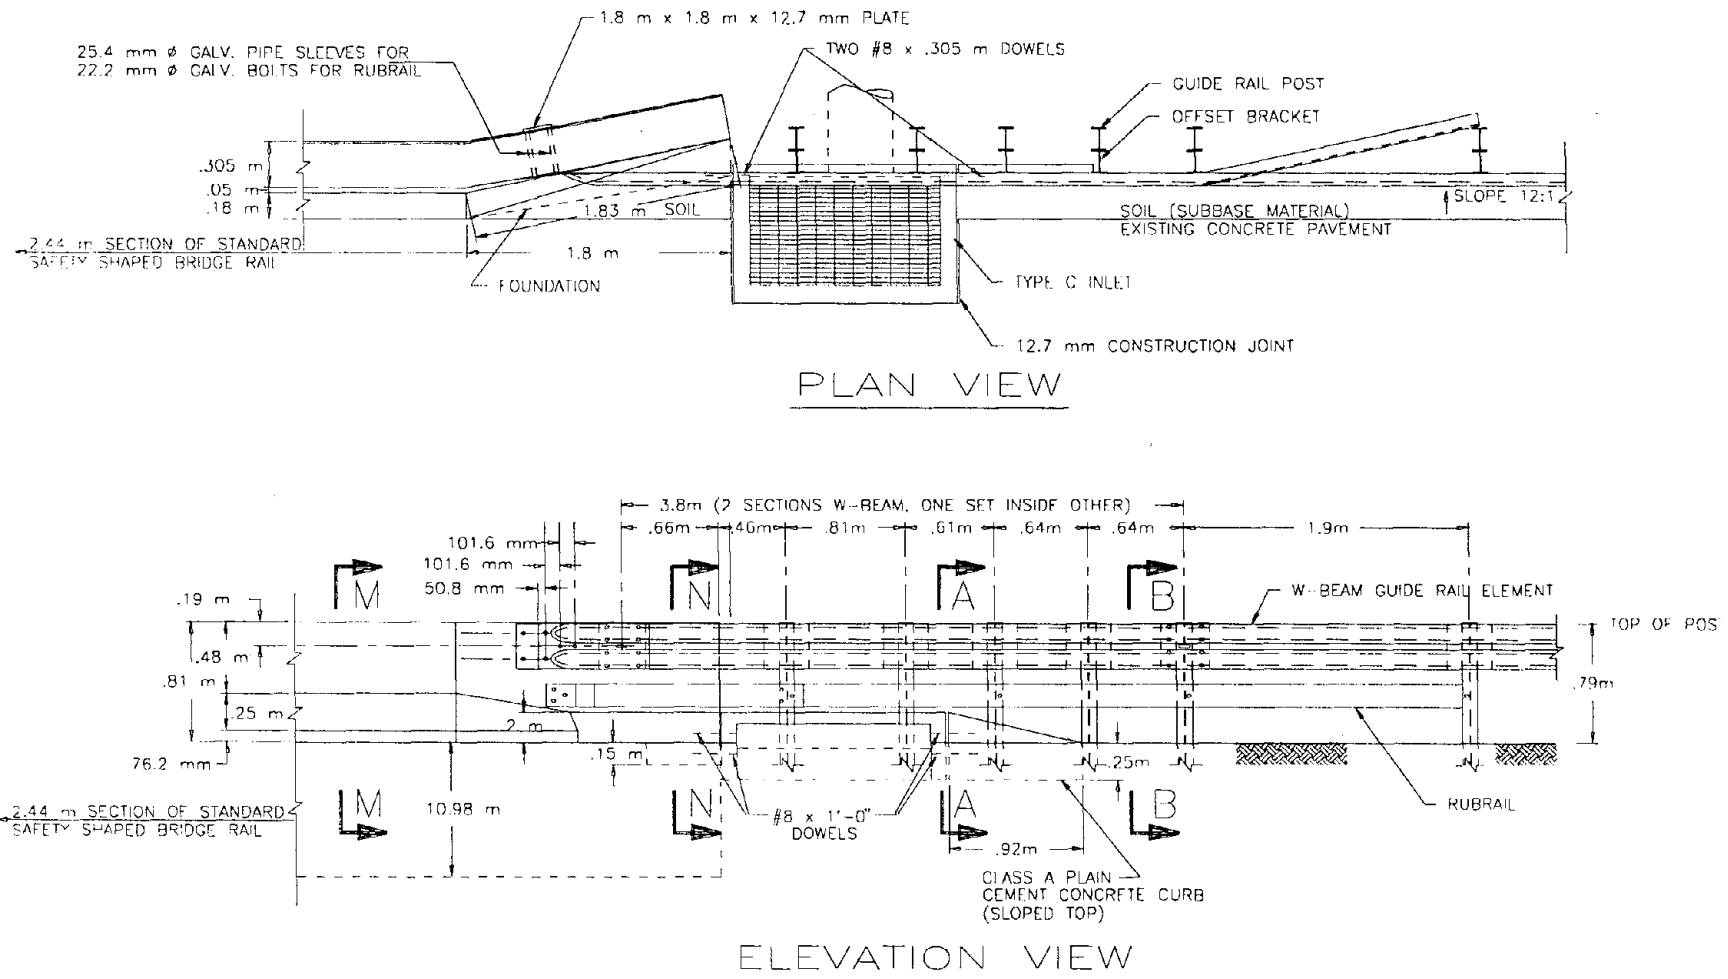 1.8 m x 1.8 m x 12.7 mm PLATE
25.4 mm ø GALV. PIPE SLEEVES FOR
22.2 mm ø GALV. BOLTS FOR RUBRAIL
TWO #8 x .305 m DOWELS
GUIDE RAIL POST
OFFSET BRACKET
.305 m
.05 m
.18 m
1.83 m SOIL
SLOPE 12:1
SOIL (SUBBASE MATERIAL)
EXISTING CONCRETE PAVEMENT
2.44 m SECTION OF STANDARD
SAFETY SHAPED BRIDGE RAIL
1.8 m
FOUNDATION
TYPE C INLET
12.7 mm CONSTRUCTION JOINT
PLAN VIEW
3.8m (2 SECTIONS W-BEAM, ONE SET INSIDE OTHER)
.66m .46m .81m .61m .64m .64m 1.9m
101.6 mm
101.6 mm
50.8 mm
M N A B
W-BEAM GUIDE RAIL ELEMENT
.19 m
TOP OF POS
.48 m
.81 m
.79m
.25 m
.2 m
76.2 mm
.15 m
.25m
M N A B
10.98 m
#8 x 1'-0"
DOWELS
RUBRAIL
2.44 m SECTION OF STANDARD
SAFETY SHAPED BRIDGE RAIL
.92m
CLASS A PLAIN
CEMENT CONCRETE CURB
(SLOPED TOP)
ELEVATION VIEW